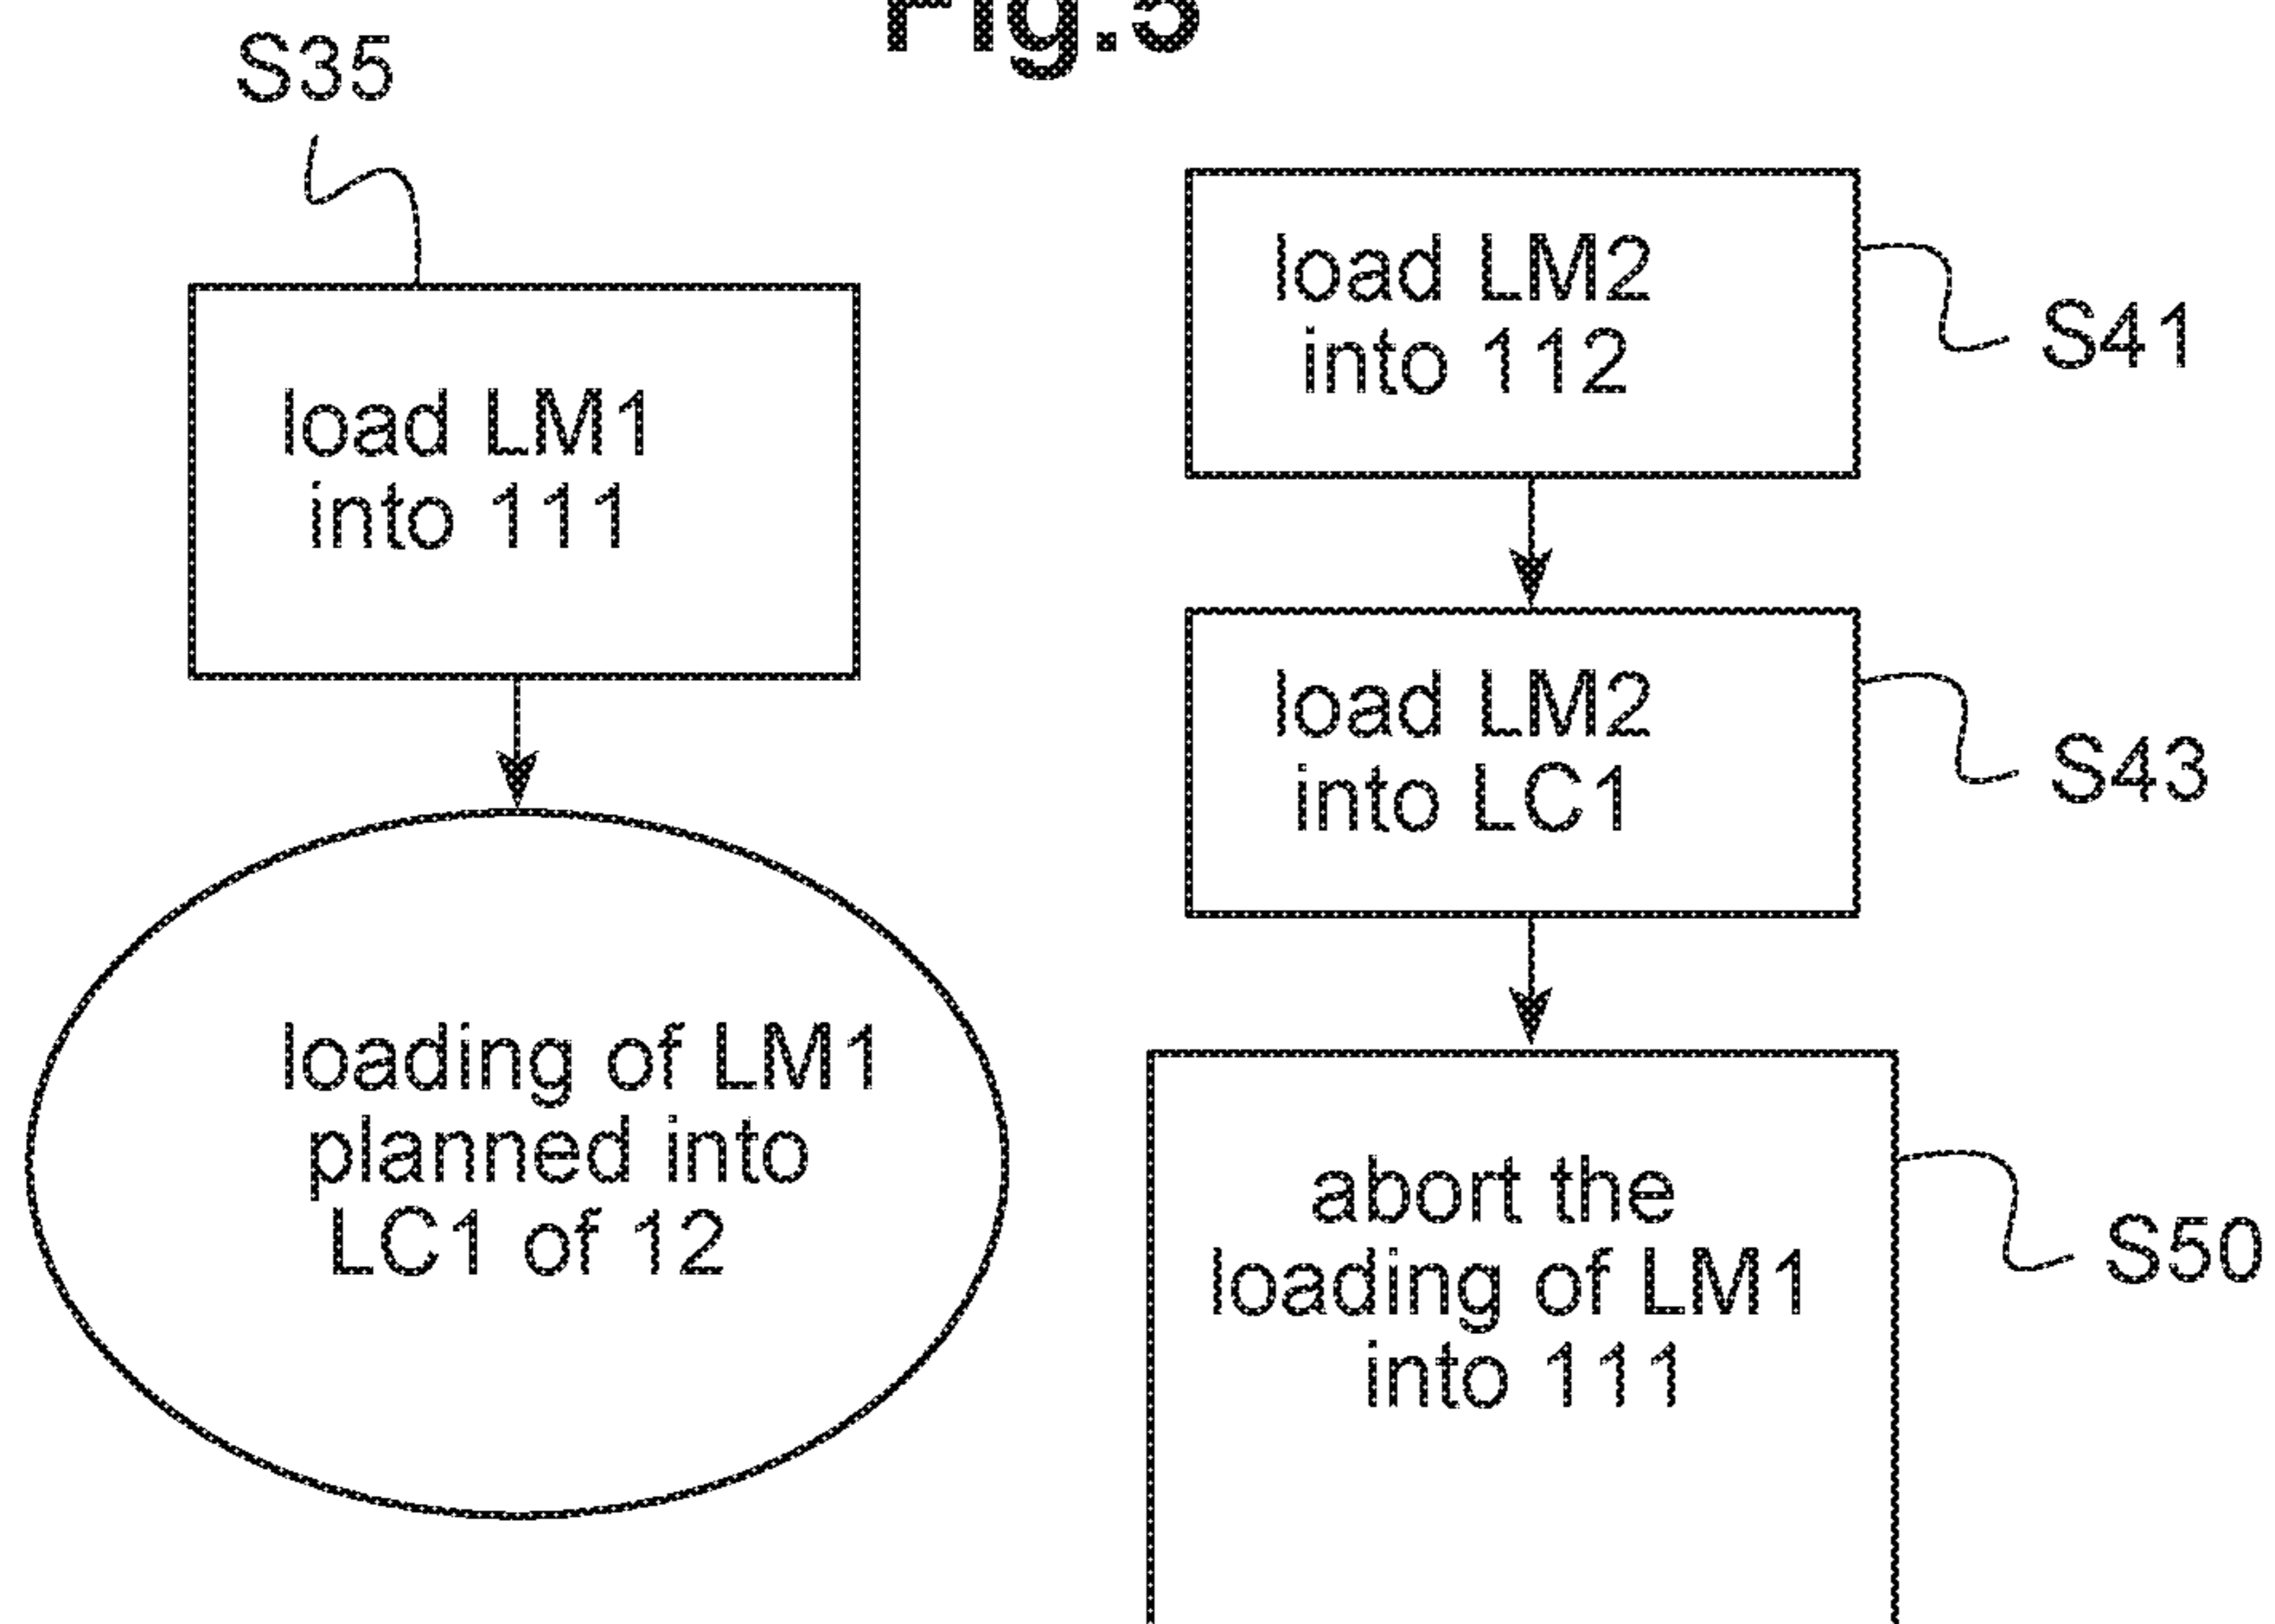 Fig.5
S35
load LM1
into 111
loading of LM1
planned into
LC1 of 12
load LM2
into 112
S41
load LM2
into LC1
S43
abort the
loading of LM1
into 111
S50